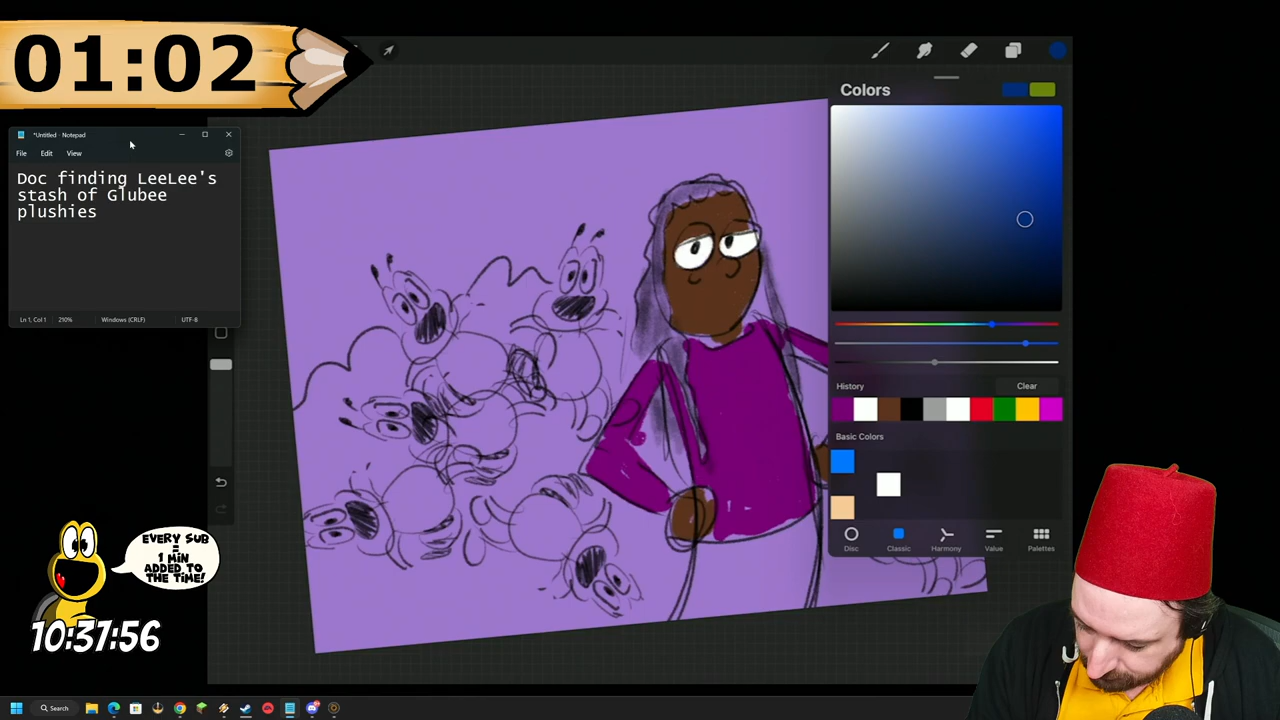 01:02
*Untitled - Notepad
File Edit View
Doc finding LeeLee's
stash of Glubee
plushies
Ln 1, Col 1 210% Windows (CRLF) UTF-8
Colors
History Clear
Basic Colors
Disc Classic Harmony Value Palettes
EVERY SUB
=
1 MIN
ADDED TO
THE TIME!
10:37:56
Search